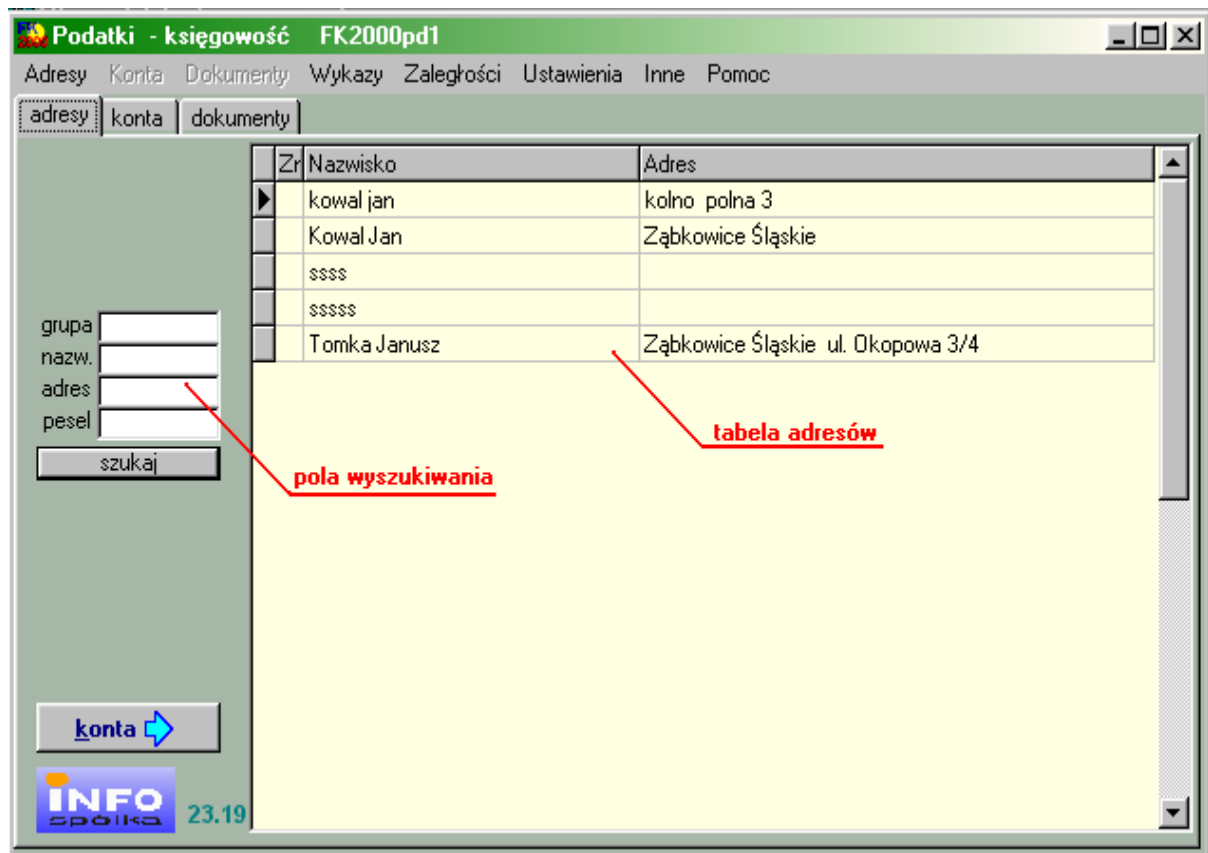 Podatki - księgowość FK2000pd1
Adresy Konta Dokumenty Wykazy Zaległości Ustawienia Inne Pomoc
adresy konta dokumenty
Zr Nazwisko Adres
kowal jan kolno polna 3
Kowal Jan Ząbkowice Śląskie
ssss
sssss
Tomka Janusz Ząbkowice Śląskie ul. Okopowa 3/4
grupa
nazw.
adres
pesel
szukaj
tabela adresów
pola wyszukiwania
konta
INFO
spółka
23.19